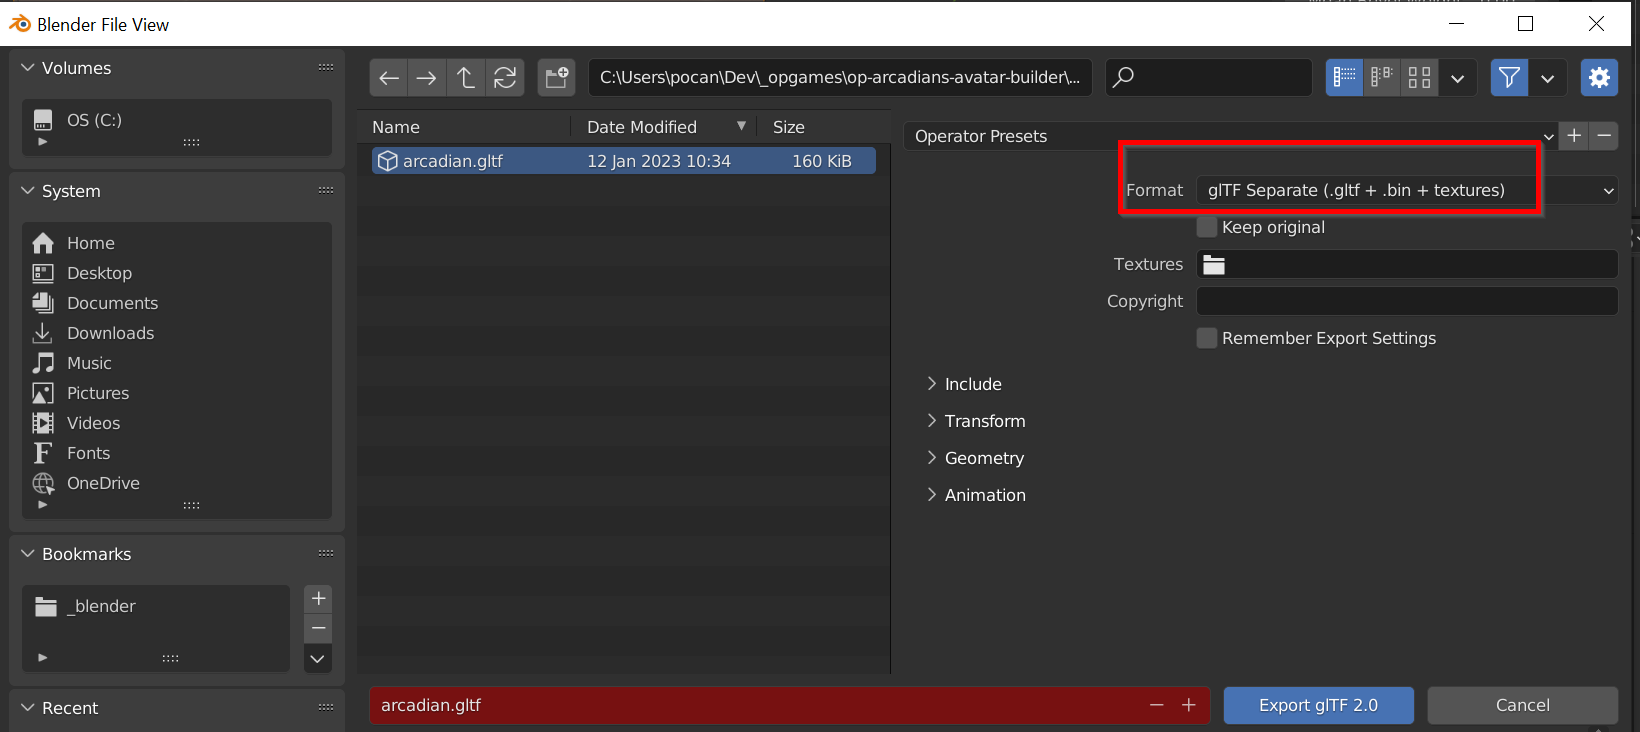 Blender File View
Volumes
OS (C:)
System
Home
Desktop
Documents
Downloads
Music
Pictures
Videos
Fonts
OneDrive
Bookmarks
_blender
Recent
C:\Users\pocan\Dev\_opgames\op-arcadians-avatar-builder\...
Name Date Modified Size
arcadian.gltf 12 Jan 2023 10:34 160 KiB
Operator Presets
Format glTF Separate (.gltf + .bin + textures)
Keep original
Textures
Copyright
Remember Export Settings
Include
Transform
Geometry
Animation
arcadian.gltf
Export glTF 2.0
Cancel